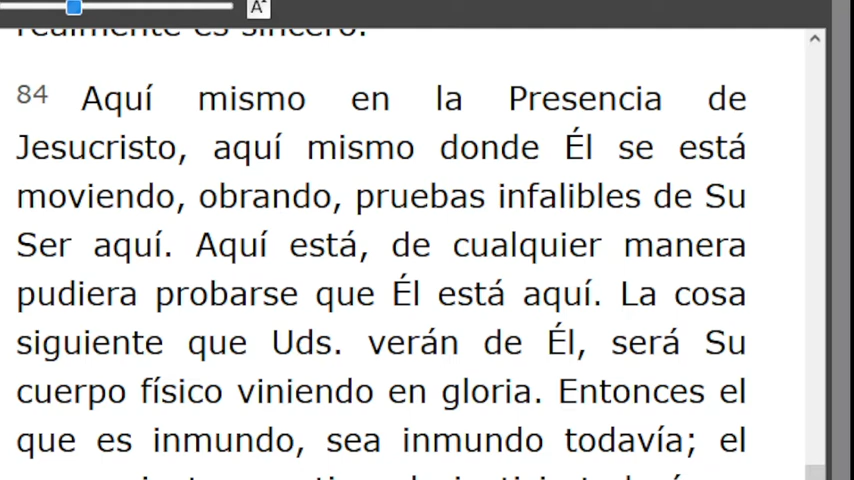 A
realmente es sincero.
84 Aquí mismo en la Presencia de
Jesucristo, aquí mismo donde Él se está
moviendo, obrando, pruebas infalibles de Su
Ser aquí. Aquí está, de cualquier manera
pudiera probarse que Él está aquí. La cosa
siguiente que Uds. verán de Él, será Su
cuerpo físico viniendo en gloria. Entonces el
que es inmundo, sea inmundo todavía; el